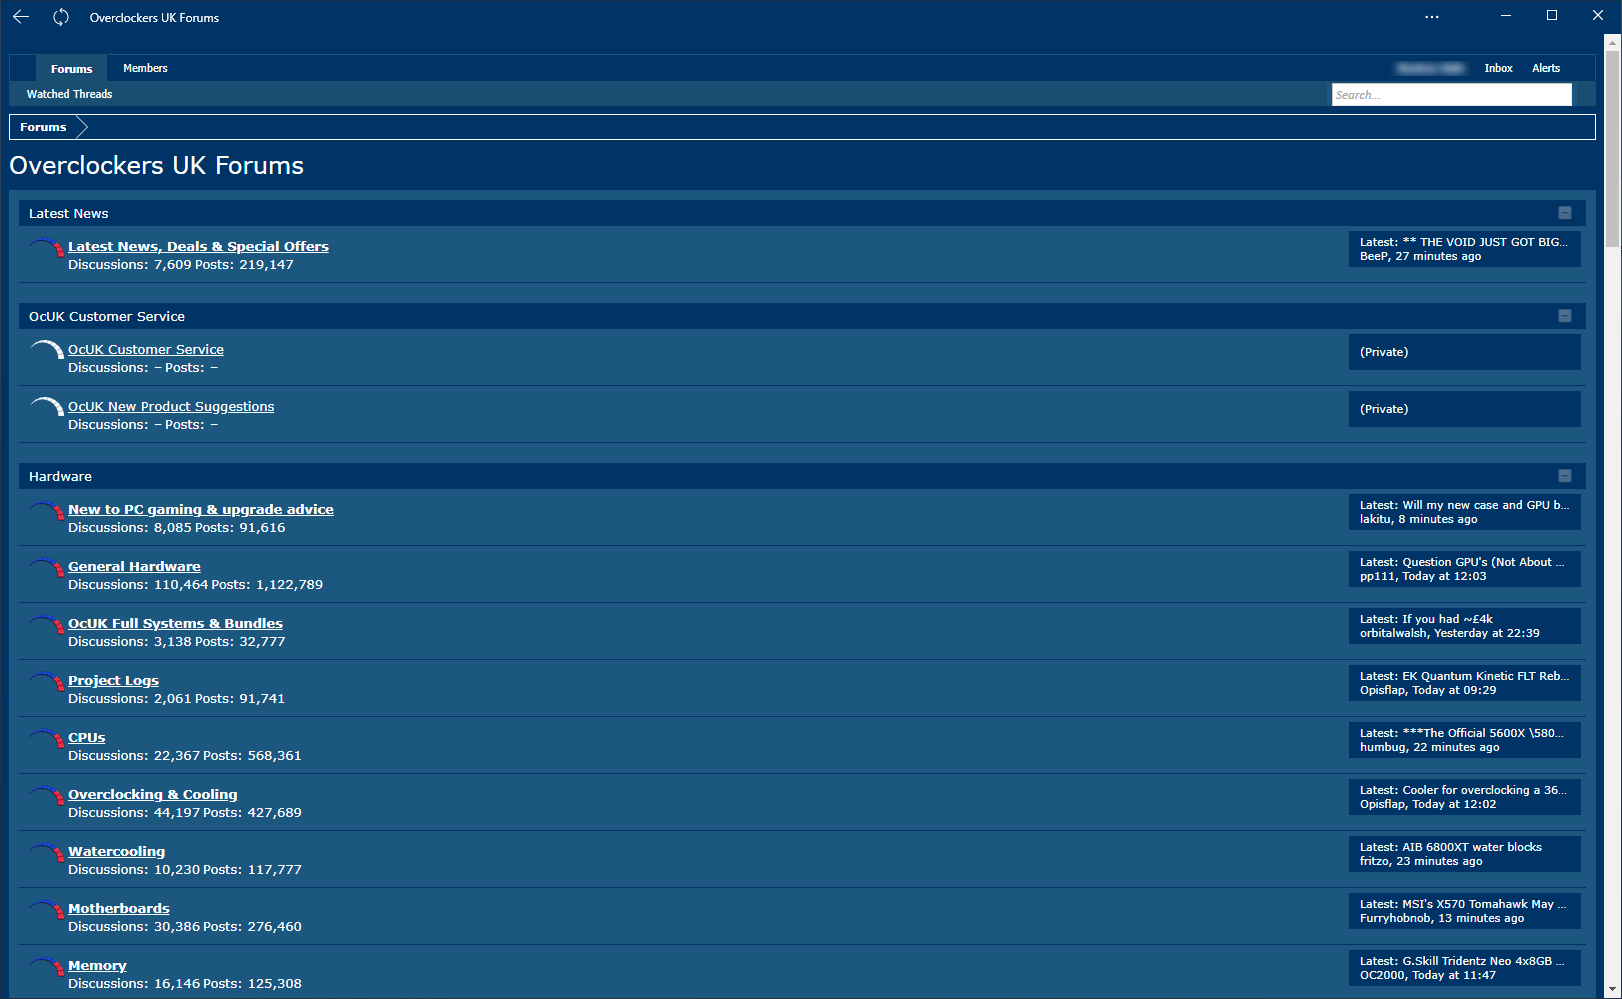 Overclockers UK Forums
Forums Members Inbox Alerts
Watched Threads Search...
Forums
Overclockers UK Forums
Latest News
Latest News, Deals & Special Offers
Discussions: 7,609 Posts: 219,147
Latest: ** THE VOID JUST GOT BIG...
BeeP, 27 minutes ago
OcUK Customer Service
OcUK Customer Service
Discussions: – Posts: –
(Private)
OcUK New Product Suggestions
Discussions: – Posts: –
(Private)
Hardware
New to PC gaming & upgrade advice
Discussions: 8,085 Posts: 91,616
Latest: Will my new case and GPU b...
lakitu, 8 minutes ago
General Hardware
Discussions: 110,464 Posts: 1,122,789
Latest: Question GPU's (Not About ...
pp111, Today at 12:03
OcUK Full Systems & Bundles
Discussions: 3,138 Posts: 32,777
Latest: If you had ~£4k
orbitalwalsh, Yesterday at 22:39
Project Logs
Discussions: 2,061 Posts: 91,741
Latest: EK Quantum Kinetic FLT Reb...
Opisflap, Today at 09:29
CPUs
Discussions: 22,367 Posts: 568,361
Latest: ***The Official 5600X \580...
humbug, 22 minutes ago
Overclocking & Cooling
Discussions: 44,197 Posts: 427,689
Latest: Cooler for overclocking a 36...
Opisflap, Today at 12:02
Watercooling
Discussions: 10,230 Posts: 117,777
Latest: AIB 6800XT water blocks
fritzo, 23 minutes ago
Motherboards
Discussions: 30,386 Posts: 276,460
Latest: MSI's X570 Tomahawk May ...
Furryhobnob, 13 minutes ago
Memory
Discussions: 16,146 Posts: 125,308
Latest: G.Skill Tridentz Neo 4x8GB ...
OC2000, Today at 11:47